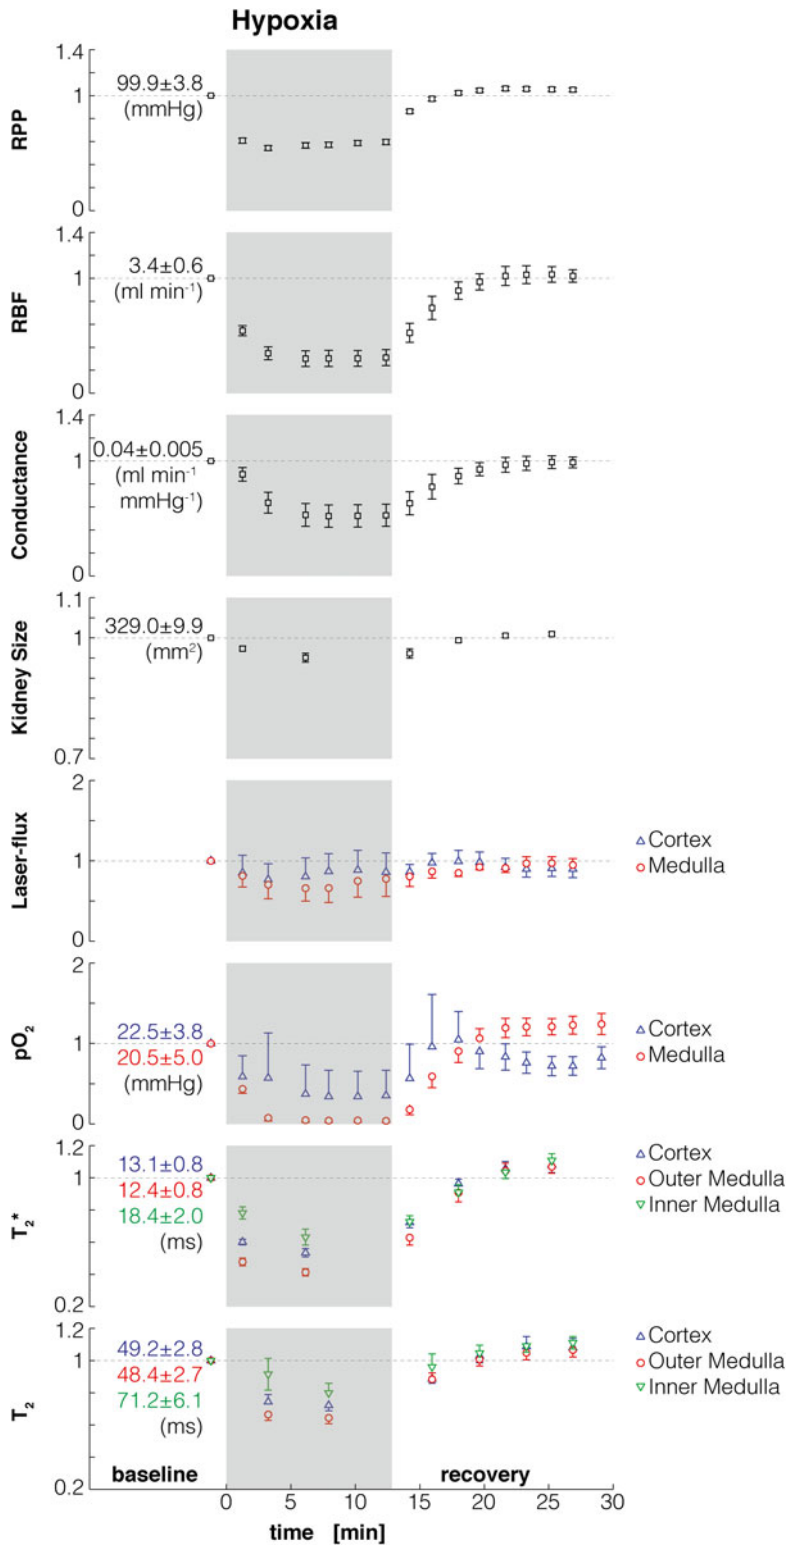 Hypoxia
RPP
1.4
1
0
99.9±3.8
(mmHg)
RBF
1.4
1
0
3.4±0.6
(ml min⁻¹)
Conductance
1.4
1
0
0.04±0.005
(ml min⁻¹
mmHg⁻¹)
Kidney Size
1.1
1
0.7
329.0±9.9
(mm²)
Laser-flux
2
1
0
Cortex
Medulla
pO₂
2
1
0
22.5±3.8
20.5±5.0
(mmHg)
Cortex
Medulla
T₂*
1.2
1
0.2
13.1±0.8
12.4±0.8
18.4±2.0
(ms)
Cortex
Outer Medulla
Inner Medulla
T₂
1.2
1
0.2
49.2±2.8
48.4±2.7
71.2±6.1
(ms)
Cortex
Outer Medulla
Inner Medulla
baseline
recovery
0 5 10 15 20 25 30
time [min]